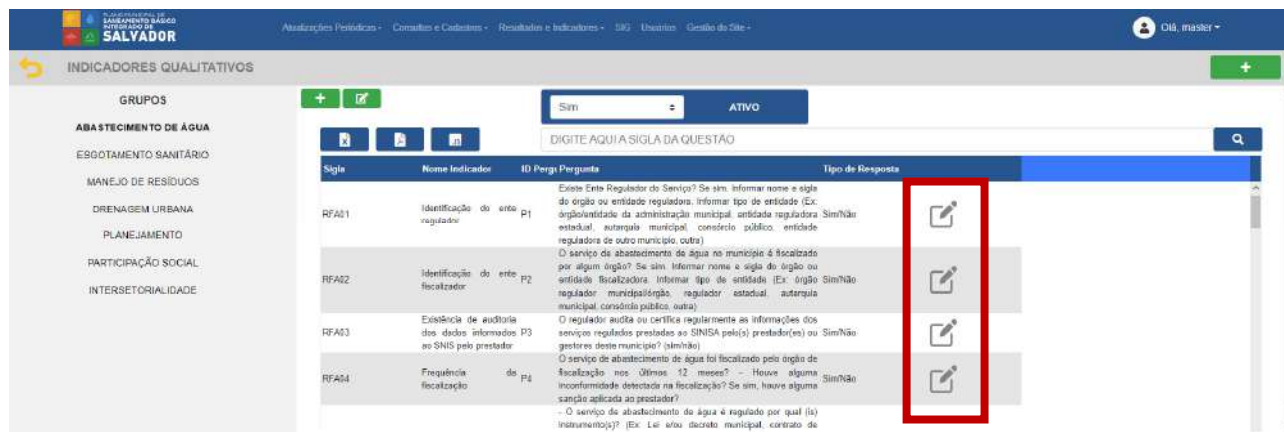 PLANO MUNICIPAL DE
SANEAMENTO BÁSICO
INTEGRADO DE
SALVADOR
Atualizações Periódicas Consultas e Cadastros Resultados e Indicadores SIG Usuários Gestão do Site
Olá, master
INDICADORES QUALITATIVOS
+
GRUPOS
ABASTECIMENTO DE ÁGUA
ESGOTAMENTO SANITÁRIO
MANEJO DE RESÍDUOS
DRENAGEM URBANA
PLANEJAMENTO
PARTICIPAÇÃO SOCIAL
INTERSETORIALIDADE
+
Sim ATIVO
DIGITE AQUI A SIGLA DA QUESTÃO
Sigla Nome Indicador ID Pergu Pergunta Tipo de Resposta
RFA01
Identificação do ente
regulador
P1
Existe Ente Regulador do Serviço? Se sim. Informar nome e sigla
do órgão ou entidade reguladora. Informar tipo de entidade (Ex:
órgão/entidade da administração municipal, entidade reguladora
estadual, autarquia municipal, consórcio público, entidade
reguladora de outro município, outra)
Sim/Não
RFA02
Identificação do ente
fiscalizador
P2
O serviço de abastecimento de água no município é fiscalizado
por algum órgão? Se sim. Informar nome e sigla do órgão ou
entidade fiscalizadora. Informar tipo de entidade (Ex: órgão
regulador municipal/órgão, regulador estadual, autarquia
municipal, consórcio público, outra)
Sim/Não
RFA03
Existência de auditoria
dos dados informados
ao SNIS pelo prestador
P3
O regulador audita ou certifica regularmente as informações dos
serviços regulados prestadas ao SINISA pelo(s) prestador(es) ou
gestores deste município? (sim/não)
Sim/Não
RFA04
Frequência de
fiscalização
P4
O serviço de abastecimento de água foi fiscalizado pelo órgão de
fiscalização nos últimos 12 meses? – Houve alguma
inconformidade detectada na fiscalização? Se sim, houve alguma
sanção aplicada ao prestador?
Sim/Não
- O serviço de abastecimento de água é regulado por qual (is)
instrumento(s)? (Ex: Lei e/ou decreto municipal, contrato de